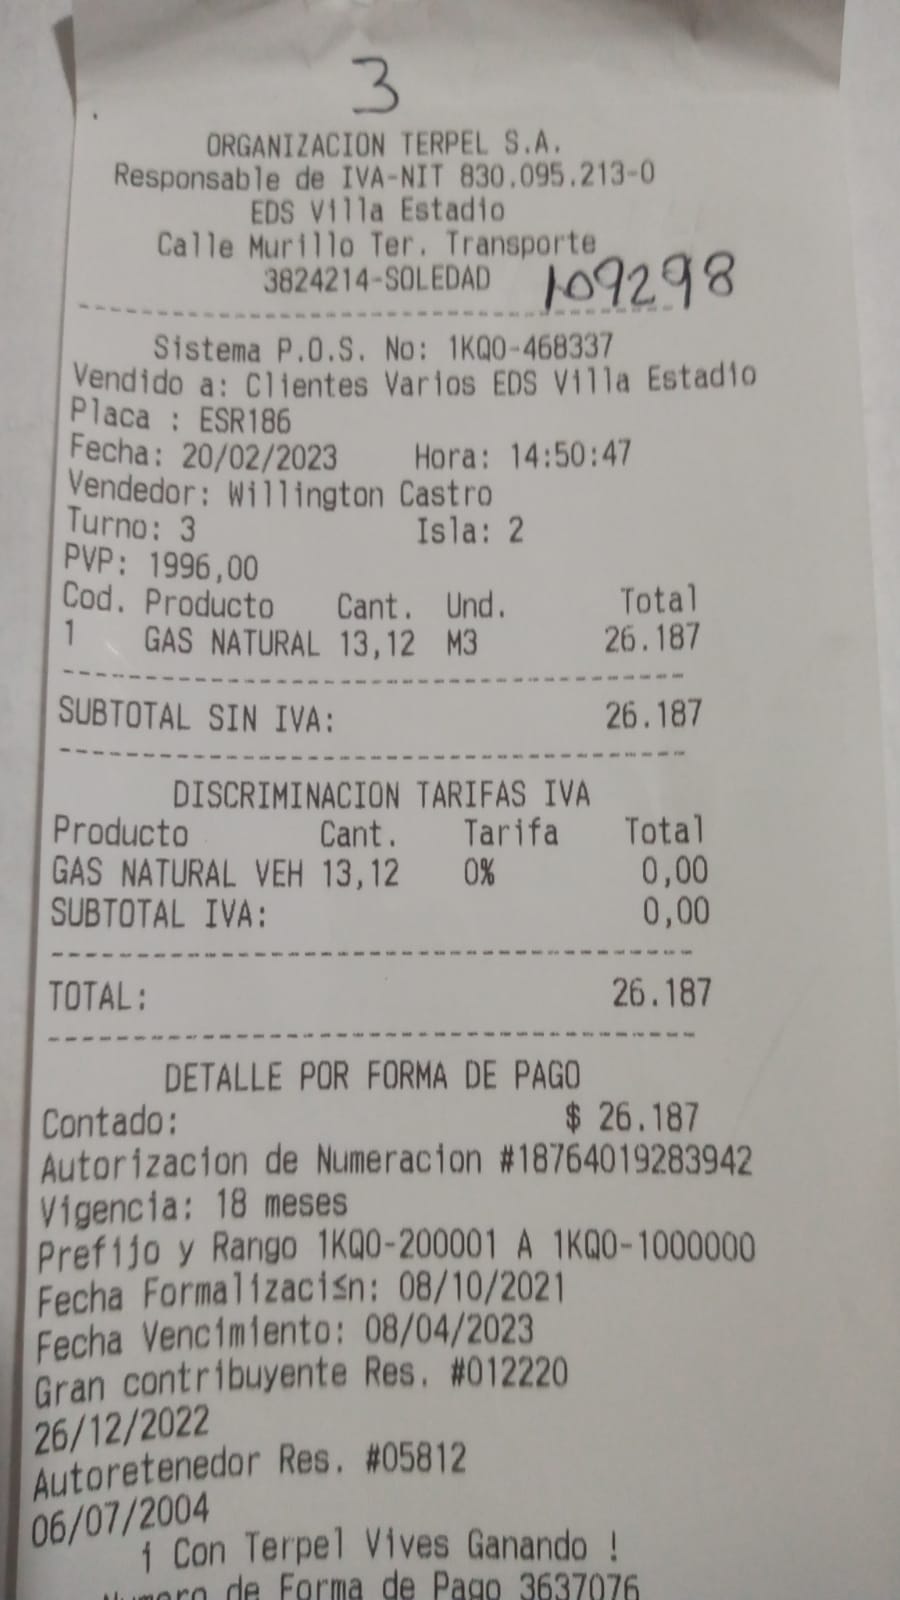 3
ORGANIZACION TERPEL S.A.
Responsable de IVA-NIT 830.095.213-0
EDS Villa Estadio
Calle Murillo Ter. Transporte
3824214-SOLEDAD 109298
Sistema P.O.S. No: 1KQ0-468337
Vendido a: Clientes Varios EDS Villa Estadio
Placa : ESR186
Fecha: 20/02/2023 Hora: 14:50:47
Vendedor: Willington Castro
Turno: 3 Isla: 2
PVP: 1996,00
Cod. Producto Cant. Und. Total
1 GAS NATURAL 13,12 M3 26.187
SUBTOTAL SIN IVA: 26.187
DISCRIMINACION TARIFAS IVA
Producto Cant. Tarifa Total
GAS NATURAL VEH 13,12 0% 0,00
SUBTOTAL IVA: 0,00
TOTAL: 26.187
DETALLE POR FORMA DE PAGO
Contado: $ 26.187
Autorizacion de Numeracion #18764019283942
Vigencia: 18 meses
Prefijo y Rango 1KQ0-200001 A 1KQ0-1000000
Fecha Formalizaci≤n: 08/10/2021
Fecha Vencimiento: 08/04/2023
Gran contribuyente Res. #012220
26/12/2022
Autoretenedor Res. #05812
06/07/2004
¡ Con Terpel Vives Ganando !
Numero de Forma de Pago 3637076